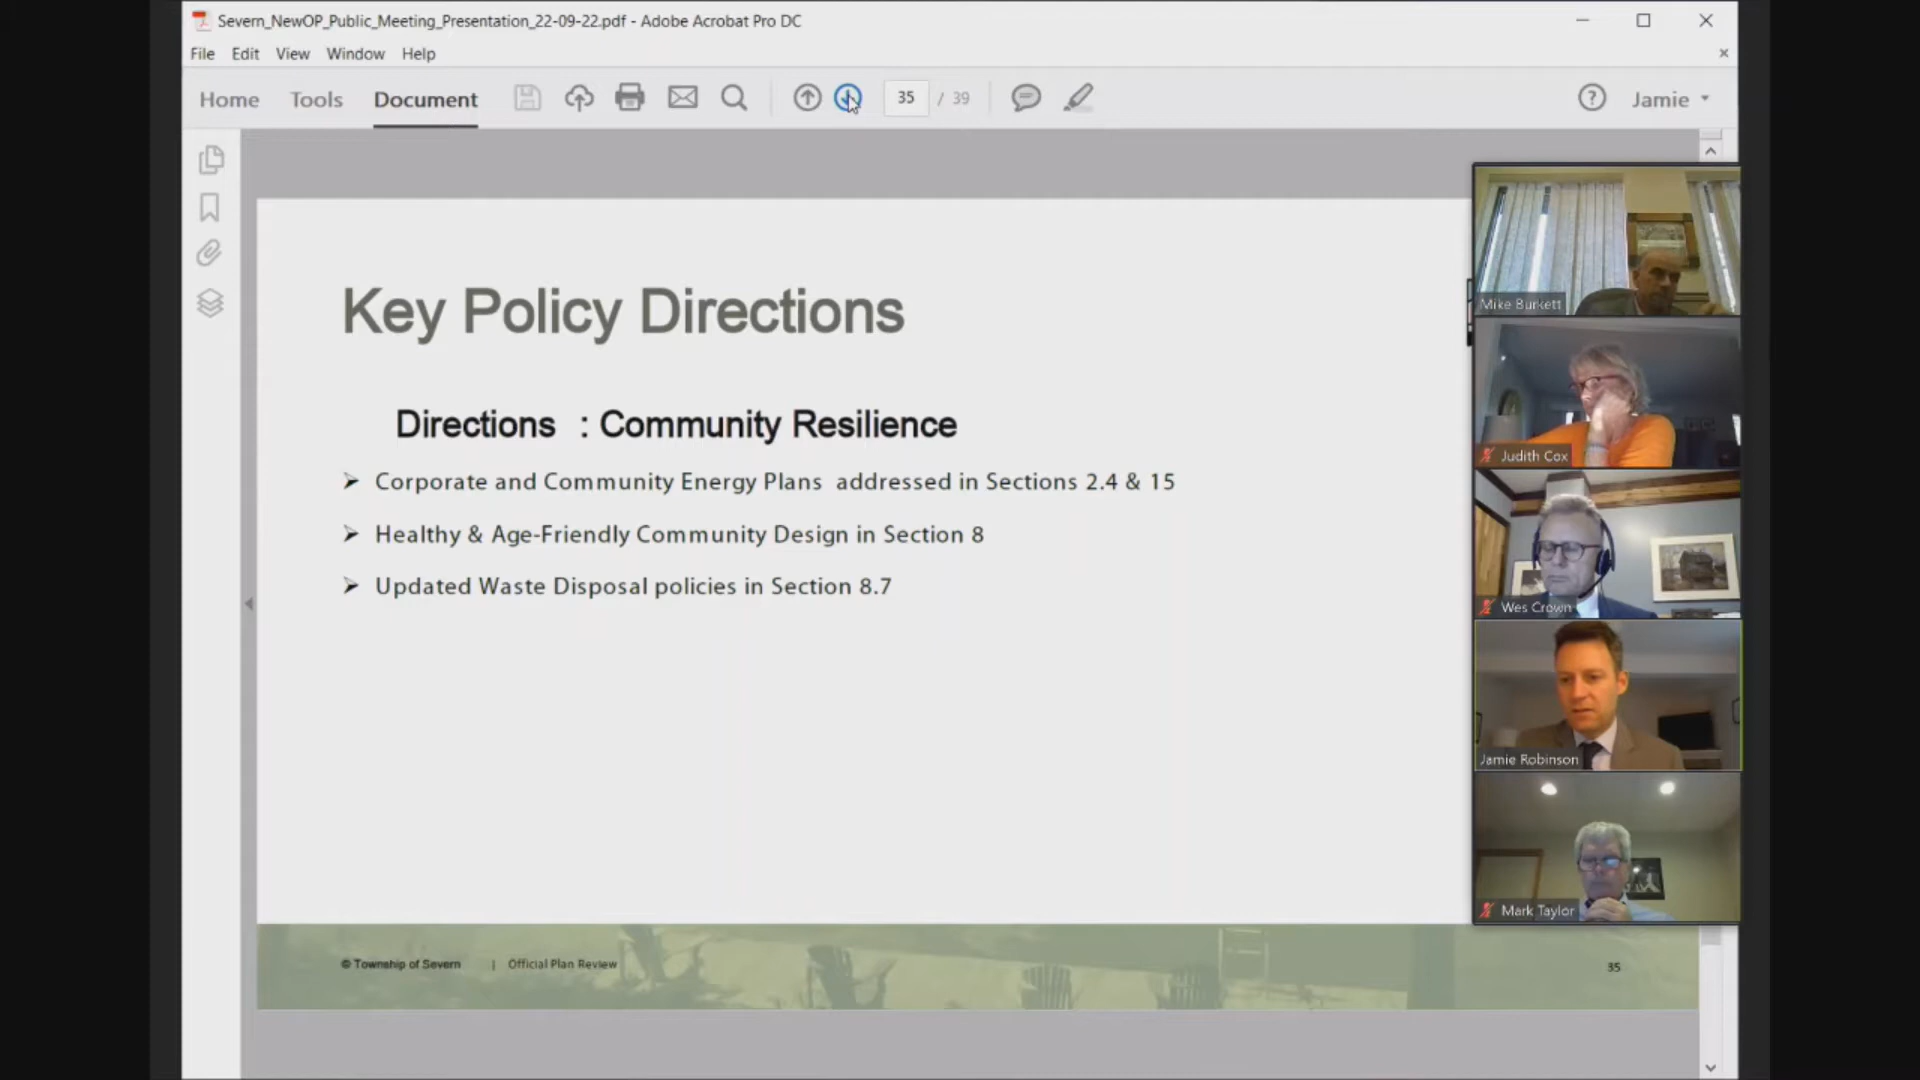 Severn_NewOP_Public_Meeting_Presentation_22-09-22.pdf - Adobe Acrobat Pro DC
File Edit View Window Help
Home Tools Document 35 / 39 Jamie
Key Policy Directions
Directions : Community Resilience
Corporate and Community Energy Plans addressed in Sections 2.4 & 15
Healthy & Age-Friendly Community Design in Section 8
Updated Waste Disposal policies in Section 8.7
© Township of Severn | Official Plan Review 35
Mike Burkett
Judith Cox
Wes Crown
Jamie Robinson
Mark Taylor